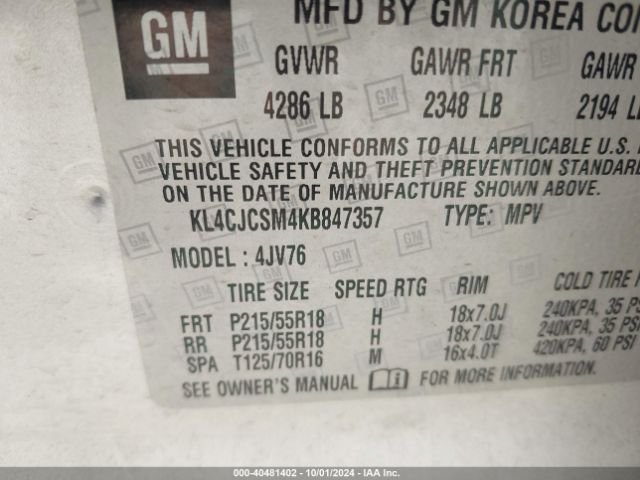 GM
MFD BY GM KOREA
GVWR GAWR FRT GAWR
4286 LB 2348 LB 2194
THIS VEHICLE CONFORMS TO ALL APPLICABLE U.S.
VEHICLE SAFETY AND THEFT PREVENTION STANDARD
ON THE DATE OF MANUFACTURE SHOWN ABOVE.
KL4CJCSM4KB847357 TYPE: MPV
MODEL: 4JV76
TIRE SIZE SPEED RTG RIM COLD TIRE
FRT P215/55R18 H 18x7.0J 240KPA, 35 PSI
RR P215/55R18 H 18x7.0J 240KPA, 35 PSI
SPA T125/70R16 M 16x4.0T 420KPA, 60 PSI
SEE OWNER'S MANUAL i FOR MORE INFORMATION.
000-40481402 - 10/01/2024 - IAA Inc.